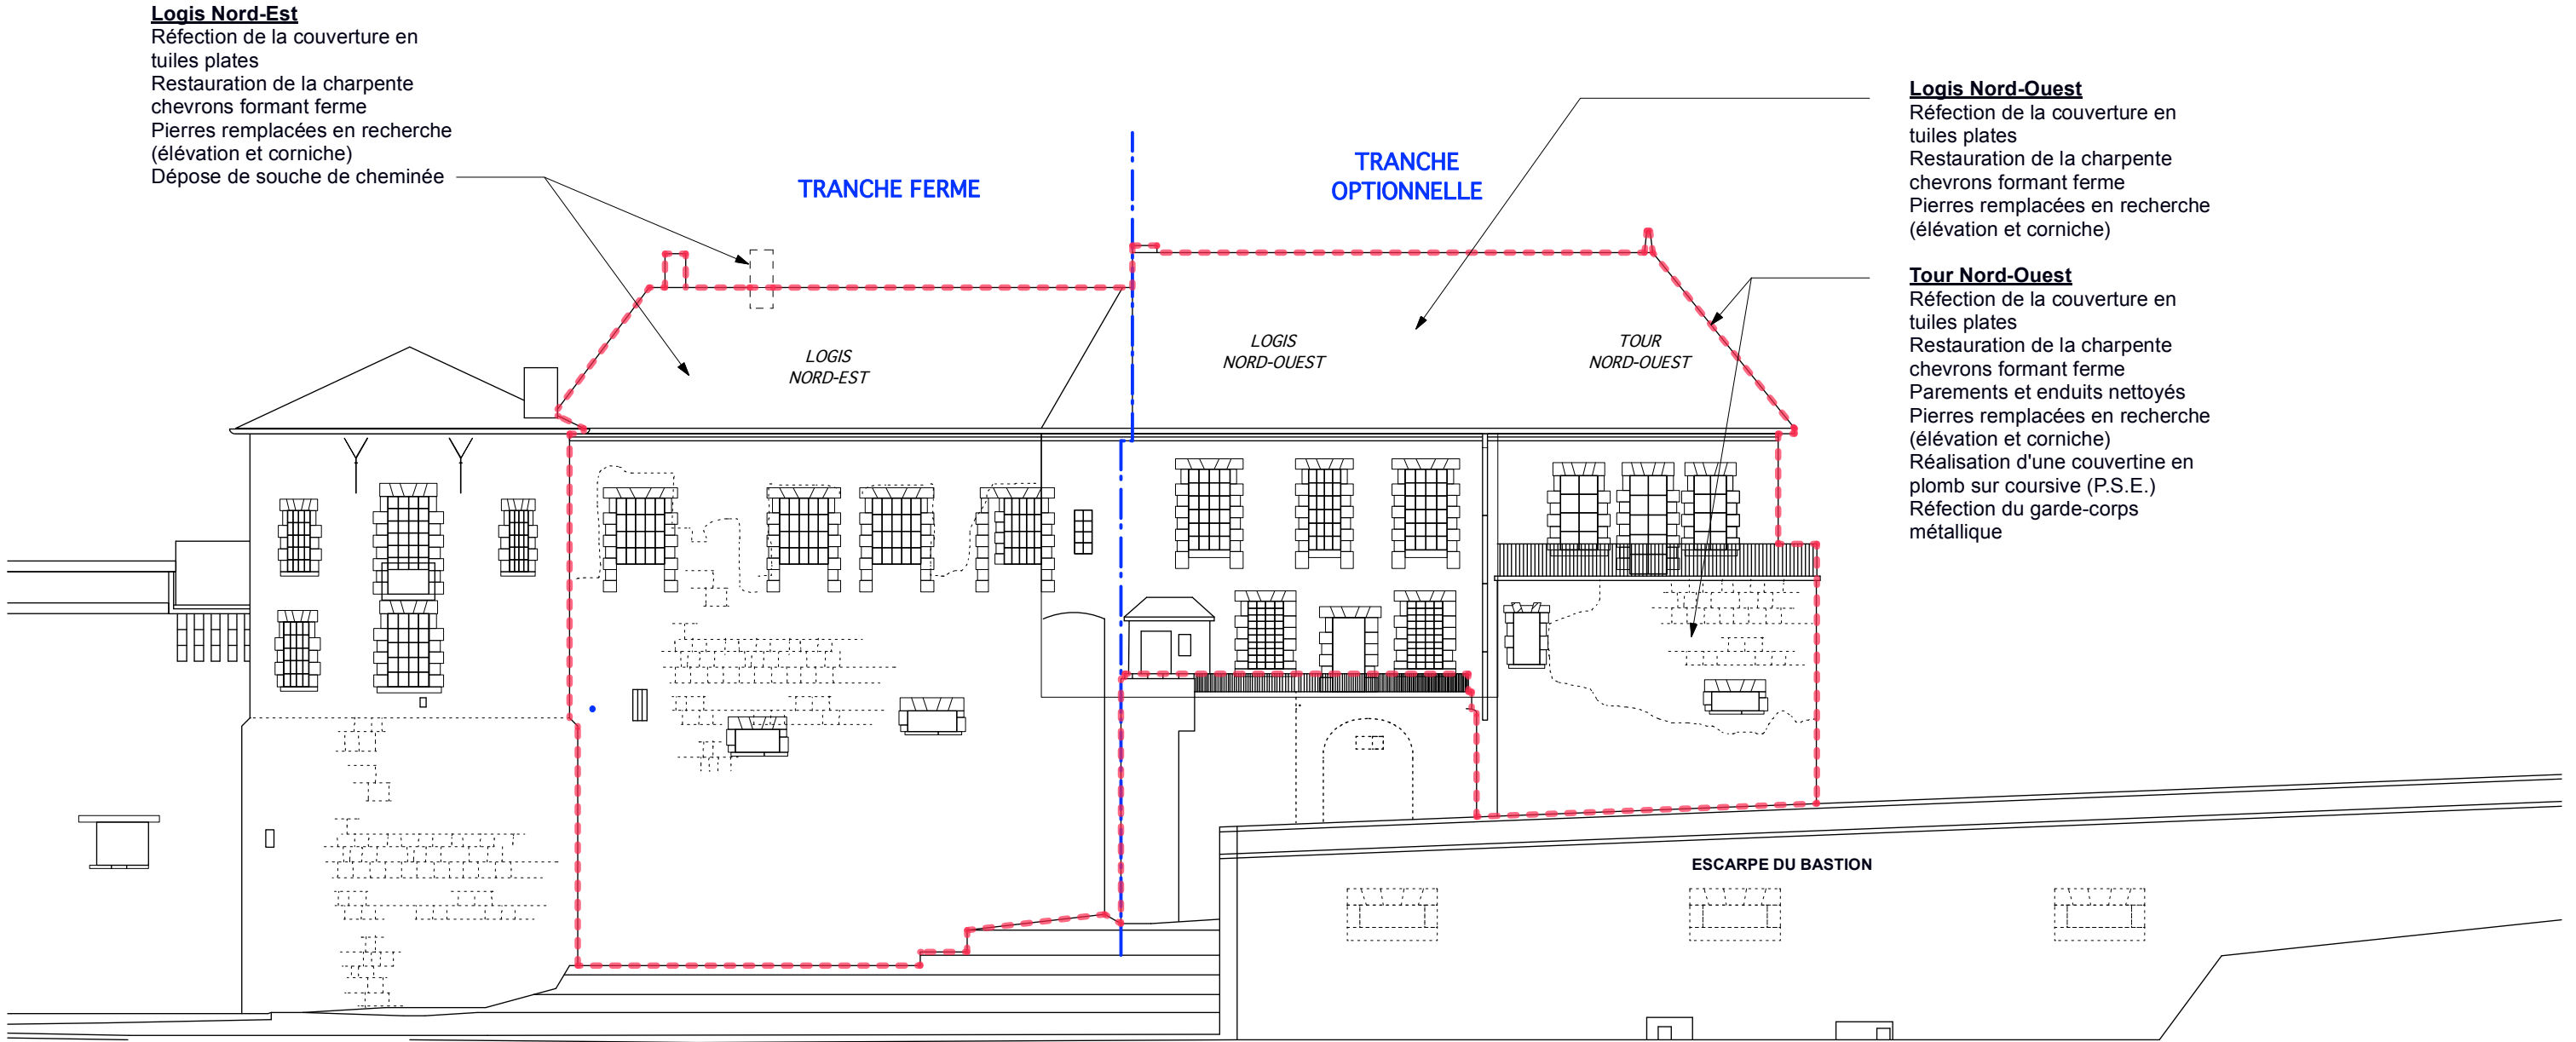 Logis Nord-Est
Réfection de la couverture en
tuiles plates
Restauration de la charpente
chevrons formant ferme
Pierres remplacées en recherche
(élévation et corniche)
Dépose de souche de cheminée
TRANCHE FERME
TRANCHE
OPTIONNELLE
Logis Nord-Ouest
Réfection de la couverture en
tuiles plates
Restauration de la charpente
chevrons formant ferme
Pierres remplacées en recherche
(élévation et corniche)
Tour Nord-Ouest
Réfection de la couverture en
tuiles plates
Restauration de la charpente
chevrons formant ferme
Parements et enduits nettoyés
Pierres remplacées en recherche
(élévation et corniche)
Réalisation d'une couvertine en
plomb sur coursive (P.S.E.)
Réfection du garde-corps
métallique
LOGIS
NORD-EST
LOGIS
NORD-OUEST
TOUR
NORD-OUEST
ESCARPE DU BASTION